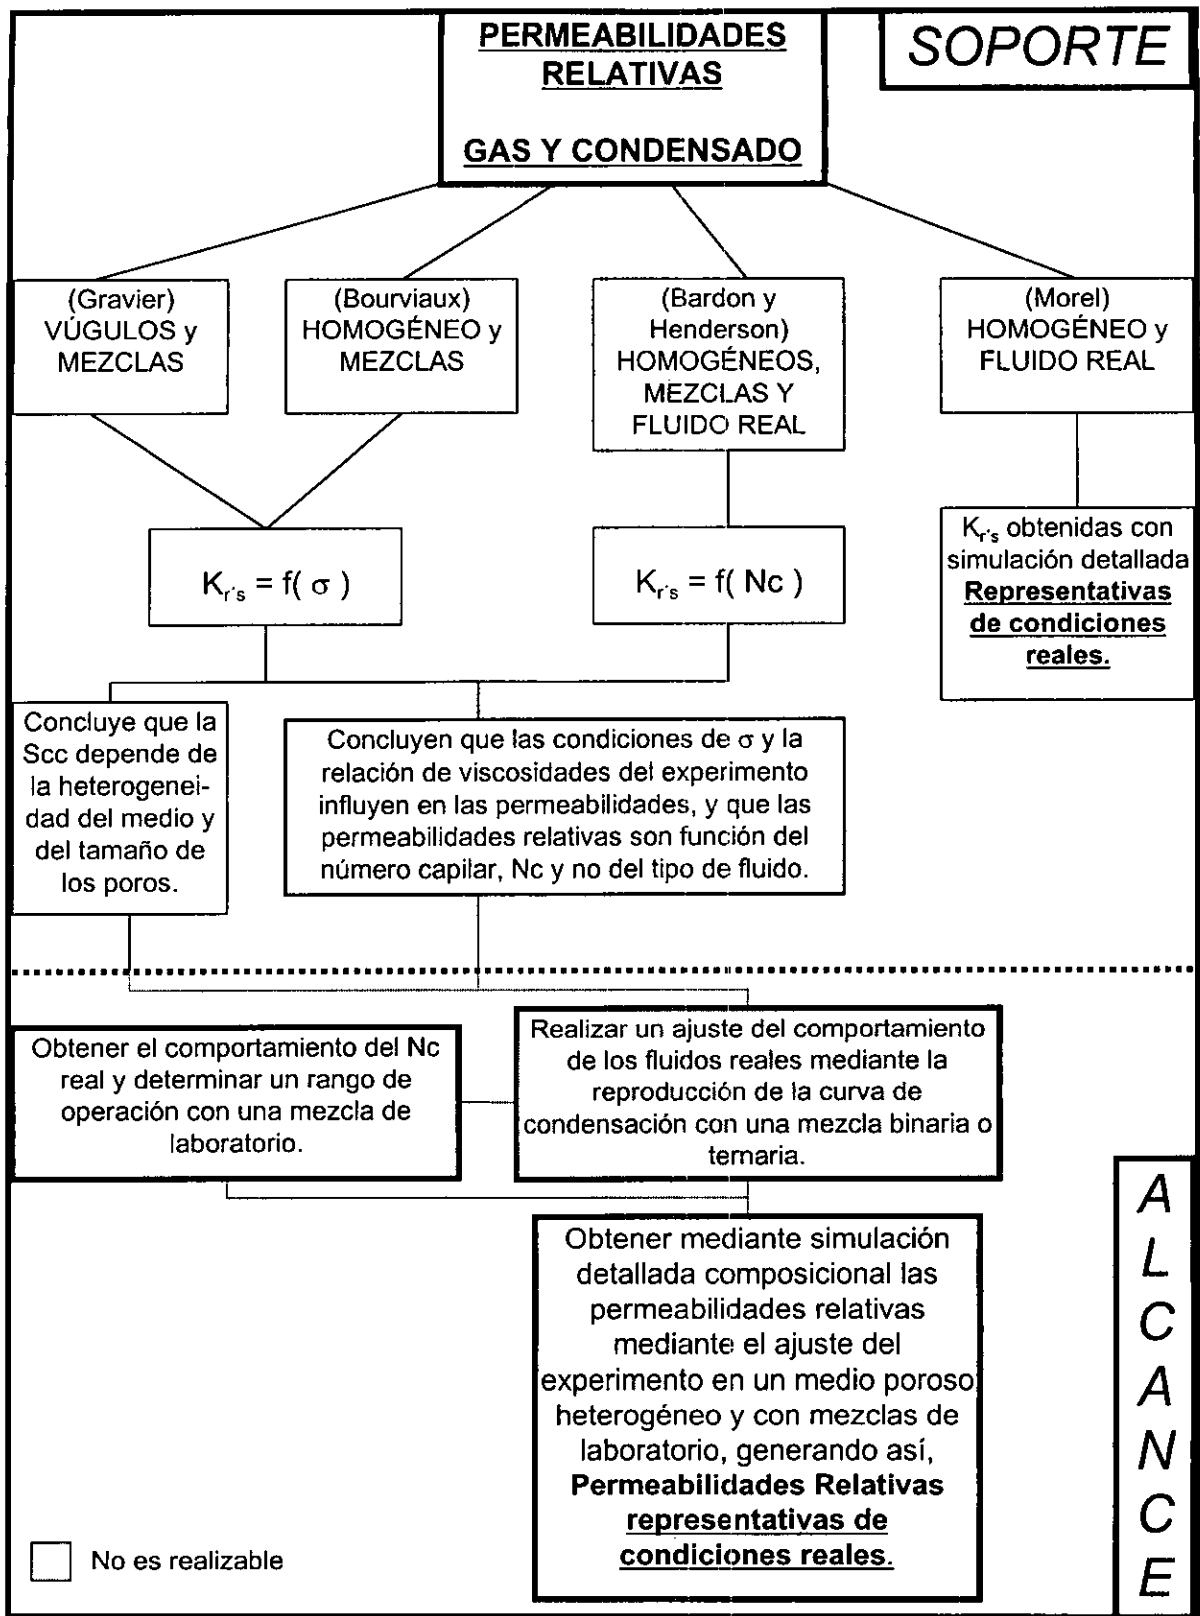 PERMEABILIDADES
RELATIVAS
GAS Y CONDENSADO
SOPORTE
(Gravier)
VÚGULOS y
MEZCLAS
(Bourviaux)
HOMOGÉNEO y
MEZCLAS
(Bardon y
Henderson)
HOMOGÉNEOS,
MEZCLAS Y
FLUIDO REAL
(Morel)
HOMOGÉNEO y
FLUIDO REAL
Kr's = f( σ )
Kr's = f( Nc )
Kr's obtenidas con
simulación detallada
Representativas
de condiciones
reales.
Concluye que la
Scc depende de
la heterogenei-
dad del medio y
del tamaño de
los poros.
Concluyen que las condiciones de σ y la
relación de viscosidades del experimento
influyen en las permeabilidades, y que las
permeabilidades relativas son función del
número capilar, Nc y no del tipo de fluido.
Obtener el comportamiento del Nc
real y determinar un rango de
operación con una mezcla de
laboratorio.
Realizar un ajuste del comportamiento
de los fluidos reales mediante la
reproducción de la curva de
condensación con una mezcla binaria o
ternaria.
Obtener mediante simulación
detallada composicional las
permeabilidades relativas
mediante el ajuste del
experimento en un medio poroso
heterogéneo y con mezclas de
laboratorio, generando así,
Permeabilidades Relativas
representativas de
condiciones reales.
ALCANCE
No es realizable